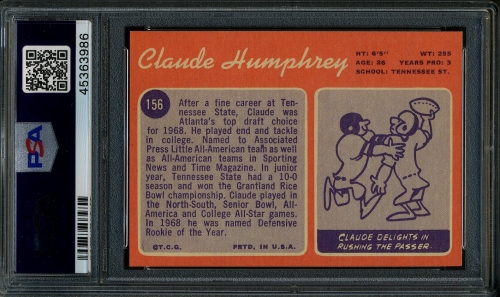 Claude Humphrey
HT: 6'5" WT: 255
AGE: 26 YEARS PRO: 3
SCHOOL: TENNESSEE ST.
156
After a fine career at Ten-
nessee State, Claude was
Atlanta's top draft choice
for 1968. He played end and tackle
in college. Named to Associated
Press Little All-American team as well
as All-American teams in Sporting
News and Time Magazine. In junior
year, Tennessee State had a 10-0
season and won the Grantland Rice
Bowl championship. Claude played in
the North-South, Senior Bowl, All-
America and College All-Star games.
In 1968 he was named Defensive
Rookie of the Year.
©T.C.G. PRTD. IN U.S.A.
CLAUDE DELIGHTS IN
RUSHING THE PASSER.
PSA
45363986